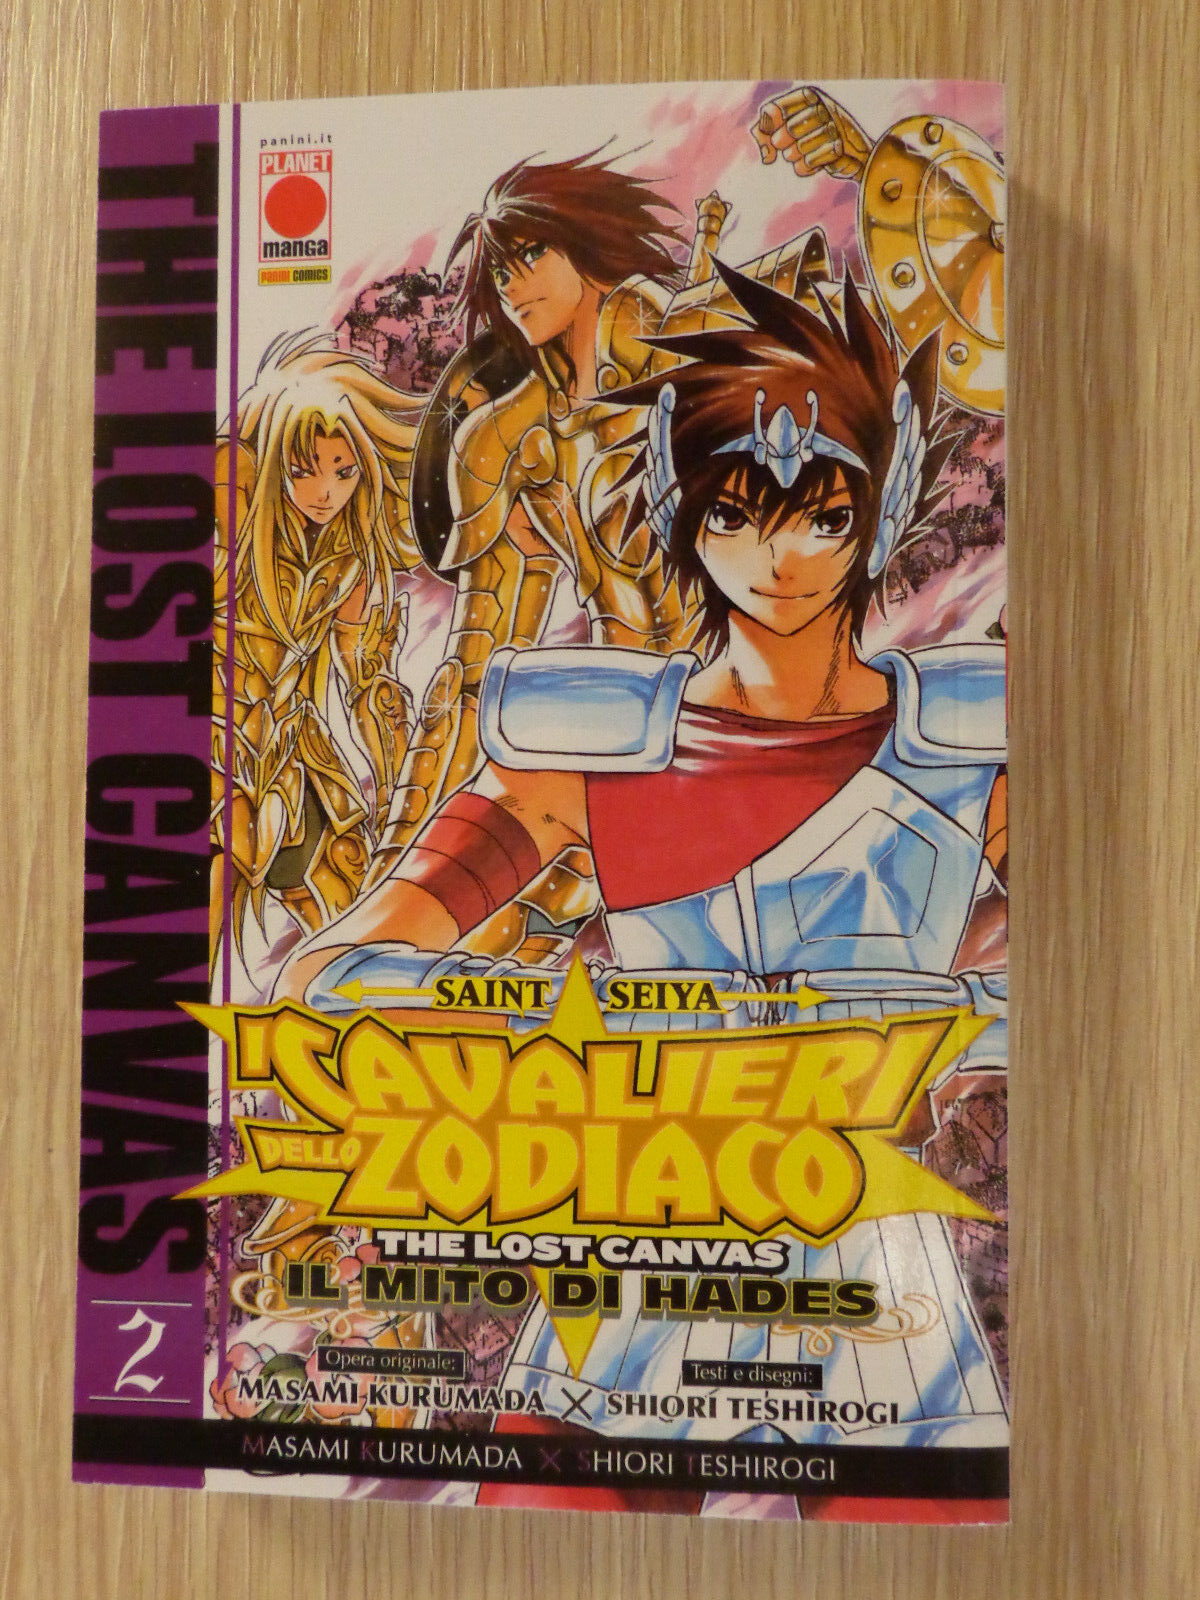 THE LOST CANVAS
2
panini.it
PLANET
manga
PANINI COMICS
SAINT SEIYA
I CAVALIERI
DELLO ZODIACO
THE LOST CANVAS
IL MITO DI HADES
Opera originale:
MASAMI KURUMADA
X
Testi e disegni:
SHIORI TESHIROGI
MASAMI KURUMADA X SHIORI TESHIROGI